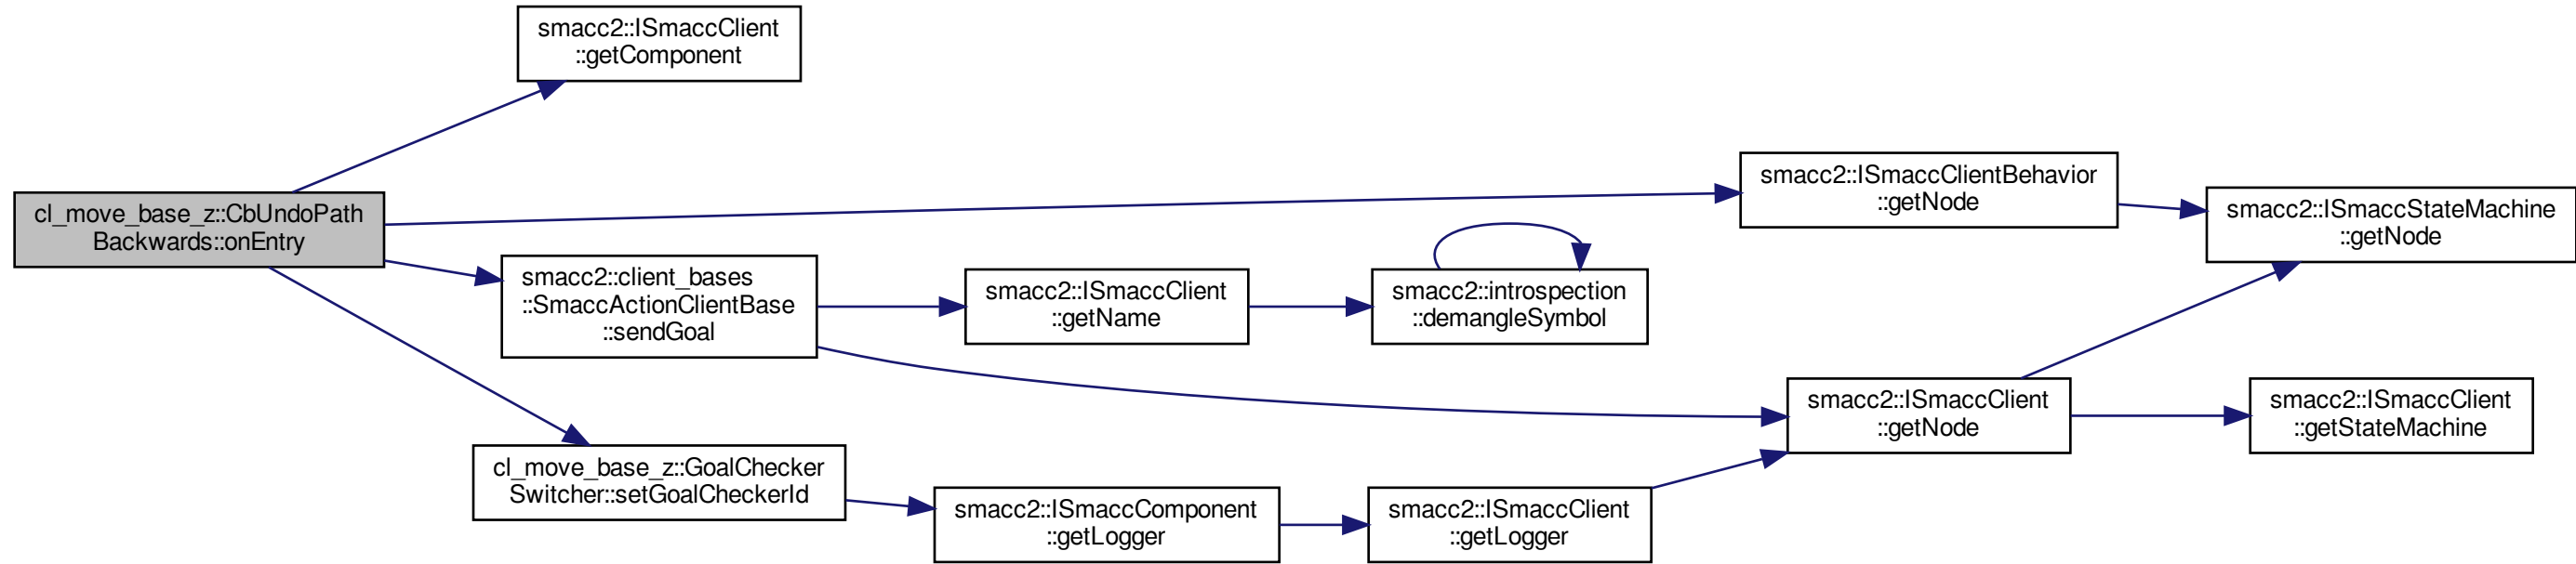 smacc2::ISmaccClient
::getComponent
cl_move_base_z::CbUndoPath
Backwards::onEntry
smacc2::ISmaccClientBehavior
::getNode
smacc2::ISmaccStateMachine
::getNode
smacc2::client_bases
::SmaccActionClientBase
::sendGoal
smacc2::ISmaccClient
::getName
smacc2::introspection
::demangleSymbol
smacc2::ISmaccClient
::getNode
smacc2::ISmaccClient
::getStateMachine
cl_move_base_z::GoalChecker
Switcher::setGoalCheckerId
smacc2::ISmaccComponent
::getLogger
smacc2::ISmaccClient
::getLogger